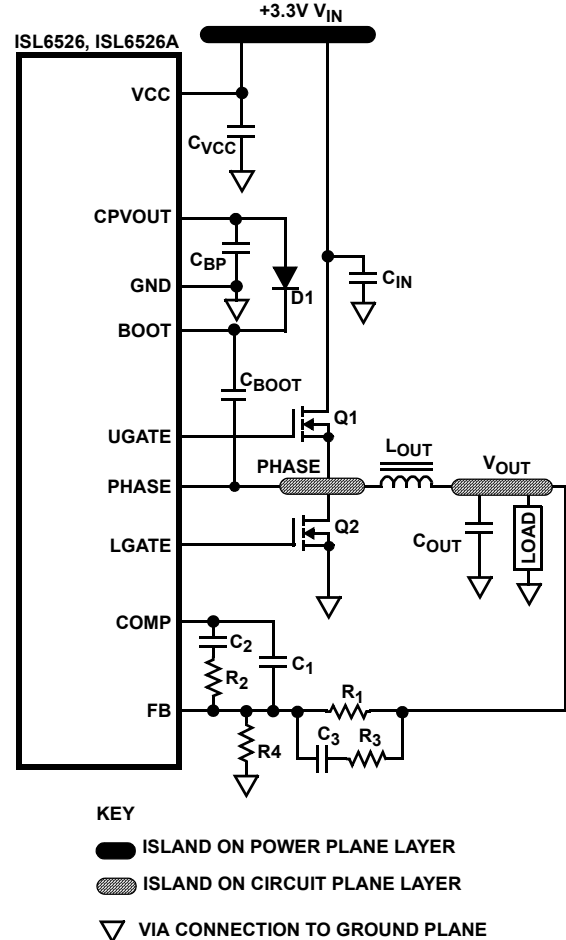 +3.3V VIN
ISL6526, ISL6526A
VCC
CVCC
CPVOUT
CBP
GND
D1
CIN
BOOT
CBOOT
Q1
UGATE
LOUT
PHASE
PHASE
VOUT
Q2
COUT
LOAD
LGATE
COMP
C2
C1
R2
R1
FB
C3
R3
R4
KEY
ISLAND ON POWER PLANE LAYER
ISLAND ON CIRCUIT PLANE LAYER
VIA CONNECTION TO GROUND PLANE